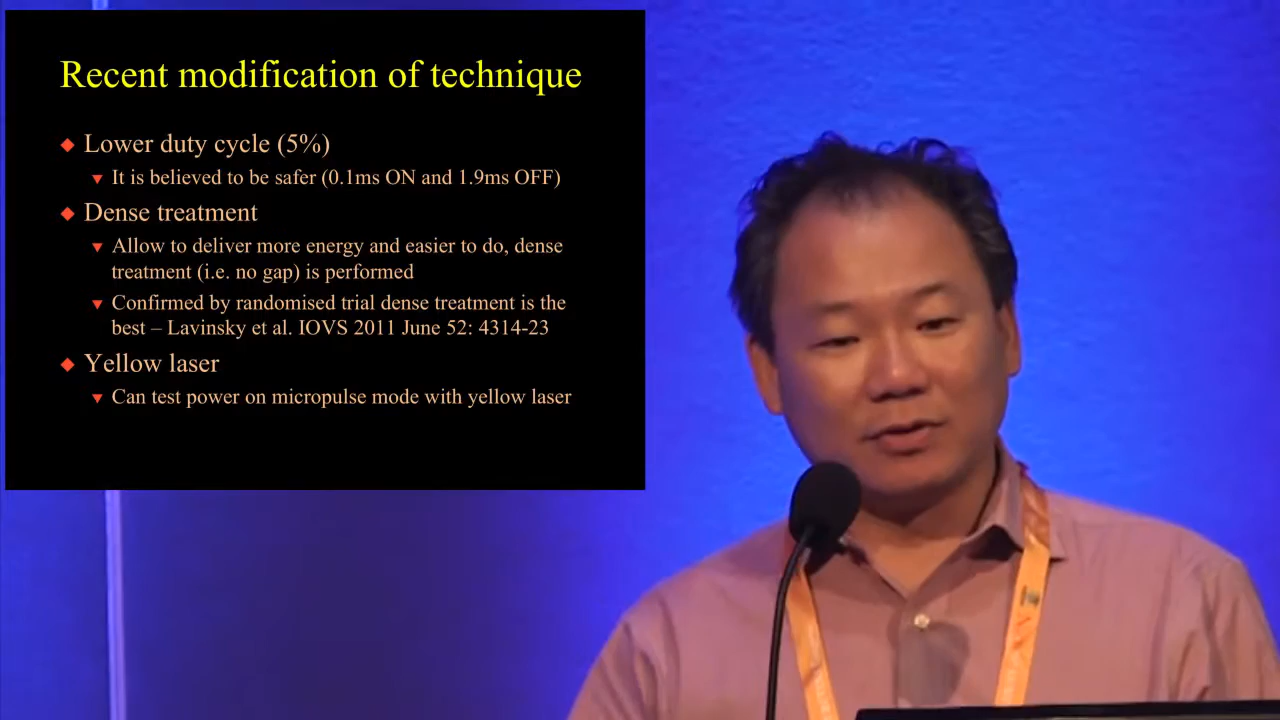 Recent modification of technique
Lower duty cycle (5%)
It is believed to be safer (0.1ms ON and 1.9ms OFF)
Dense treatment
Allow to deliver more energy and easier to do, dense
treatment (i.e. no gap) is performed
Confirmed by randomised trial dense treatment is the
best – Lavinsky et al. IOVS 2011 June 52: 4314-23
Yellow laser
Can test power on micropulse mode with yellow laser